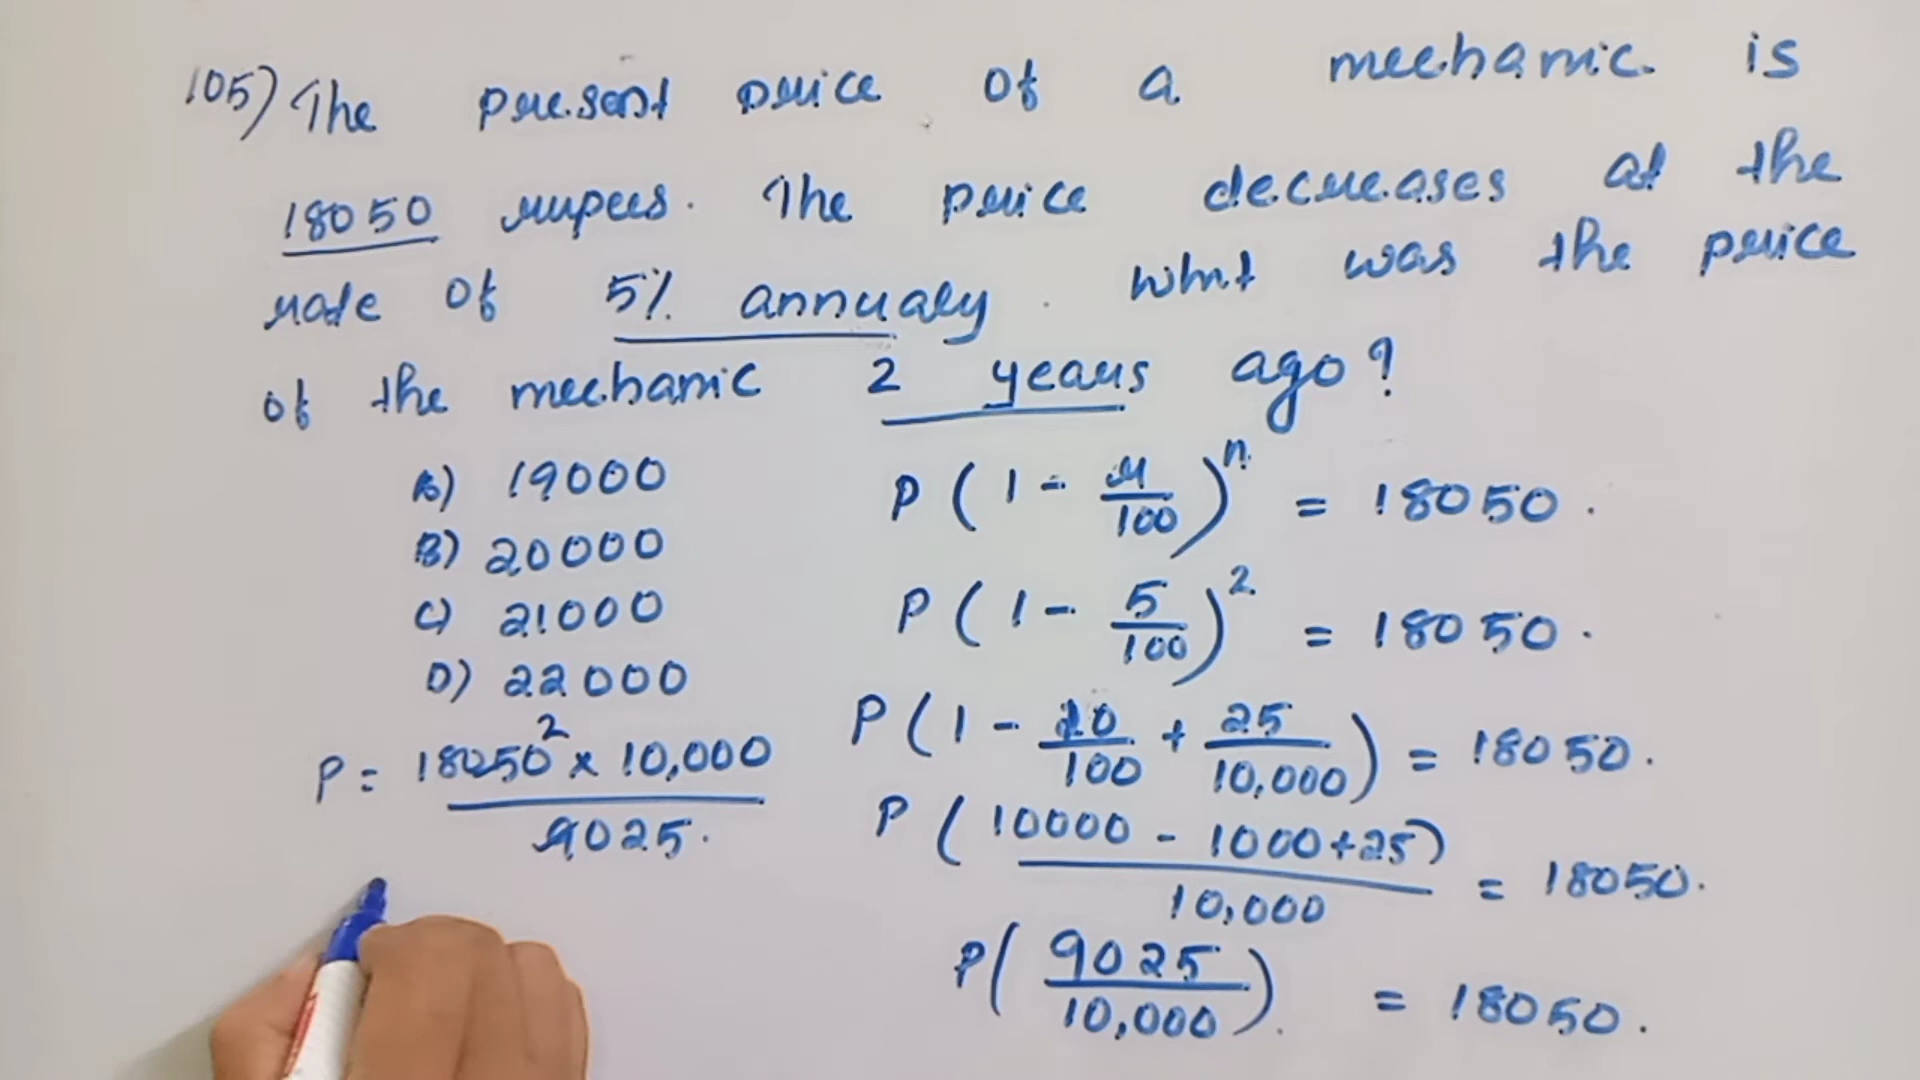 105) The present price of a mechanic is
18050 rupees. The price decreases at the
rate of 5% annualy. what was the price
of the mechanic 2 years ago?
A) 19000
B) 20000
C) 21000
D) 22000
P = 18050² × 10,000 / 9025.
P(1 - r/100)ⁿ = 18050.
P(1 - 5/100)² = 18050.
P(1 - 10/100 + 25/10,000) = 18050.
P(10000 - 1000+25)/10,000 = 18050.
P(9025/10,000). = 18050.